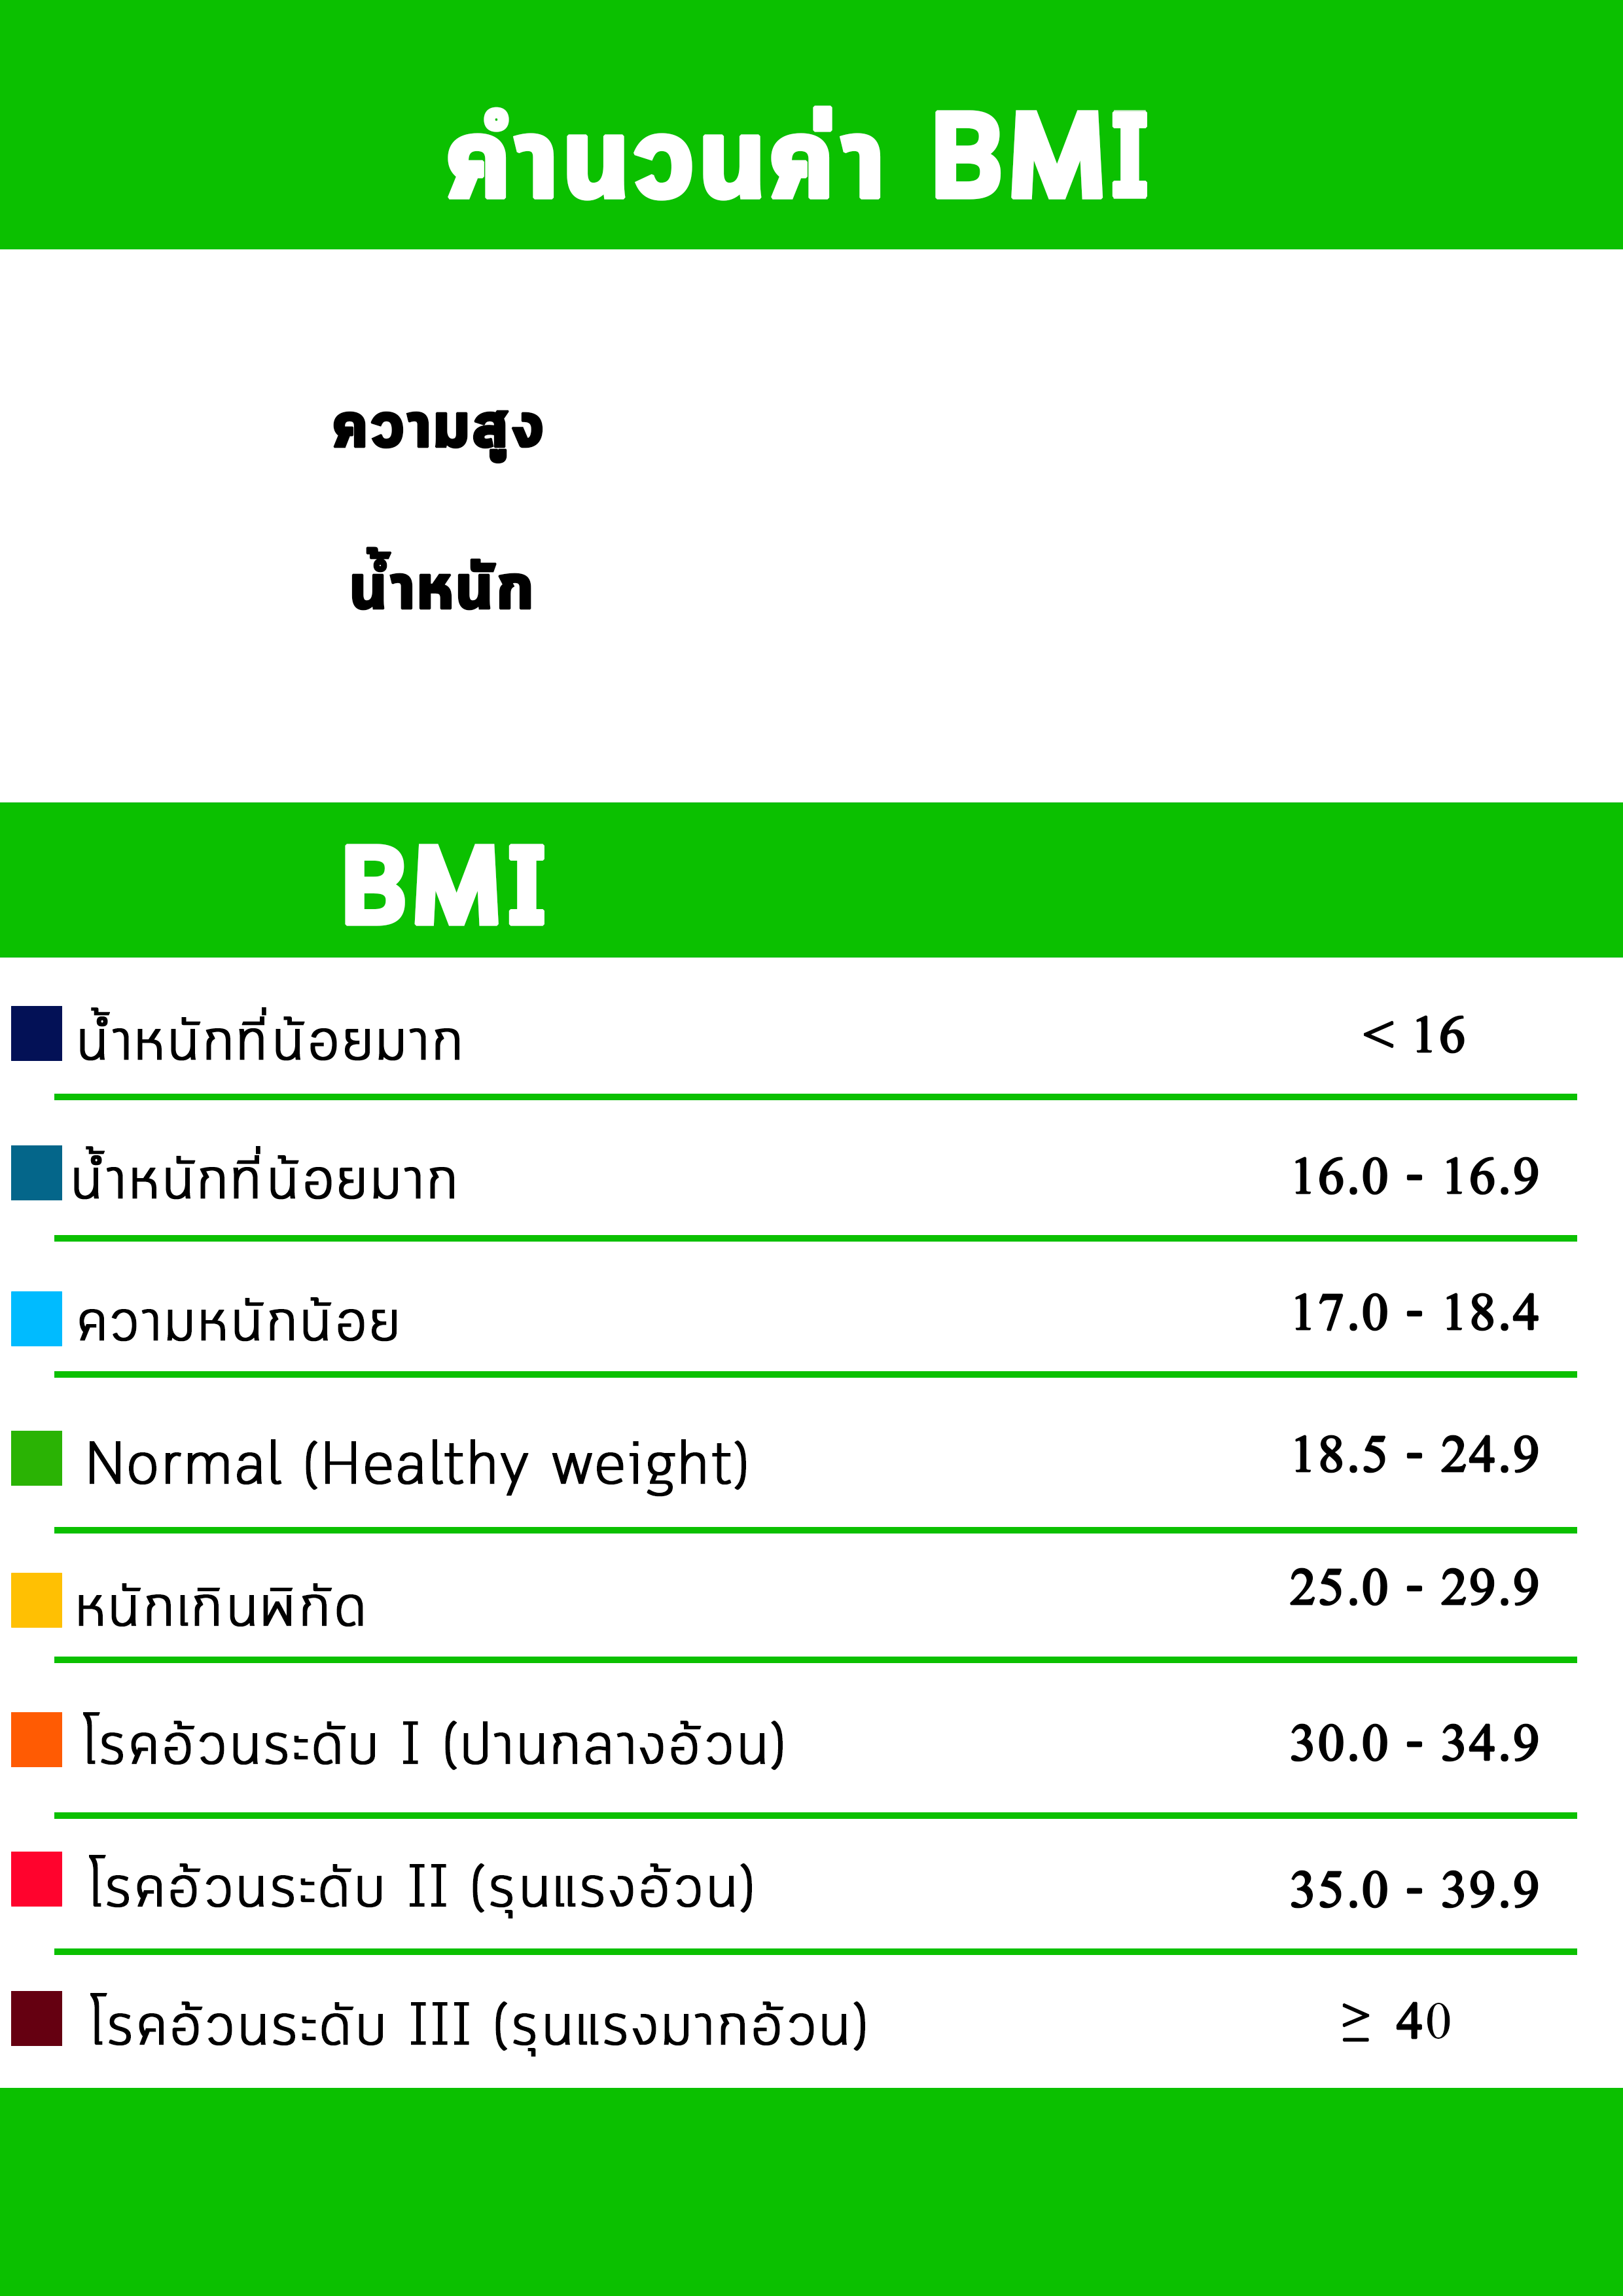 คำนวนค่า BMI
ความสูง
น้ำหนัก
BMI
น้ำหนักที่น้อยมาก < 16
น้ำหนักที่น้อยมาก 16.0 - 16.9
ความหนักน้อย 17.0 - 18.4
Normal (Healthy weight) 18.5 - 24.9
หนักเกินพิกัด 25.0 - 29.9
โรคอ้วนระดับ I (ปานกลางอ้วน) 30.0 - 34.9
โรคอ้วนระดับ II (รุนแรงอ้วน) 35.0 - 39.9
โรคอ้วนระดับ III (รุนแรงมากอ้วน) ≥ 40